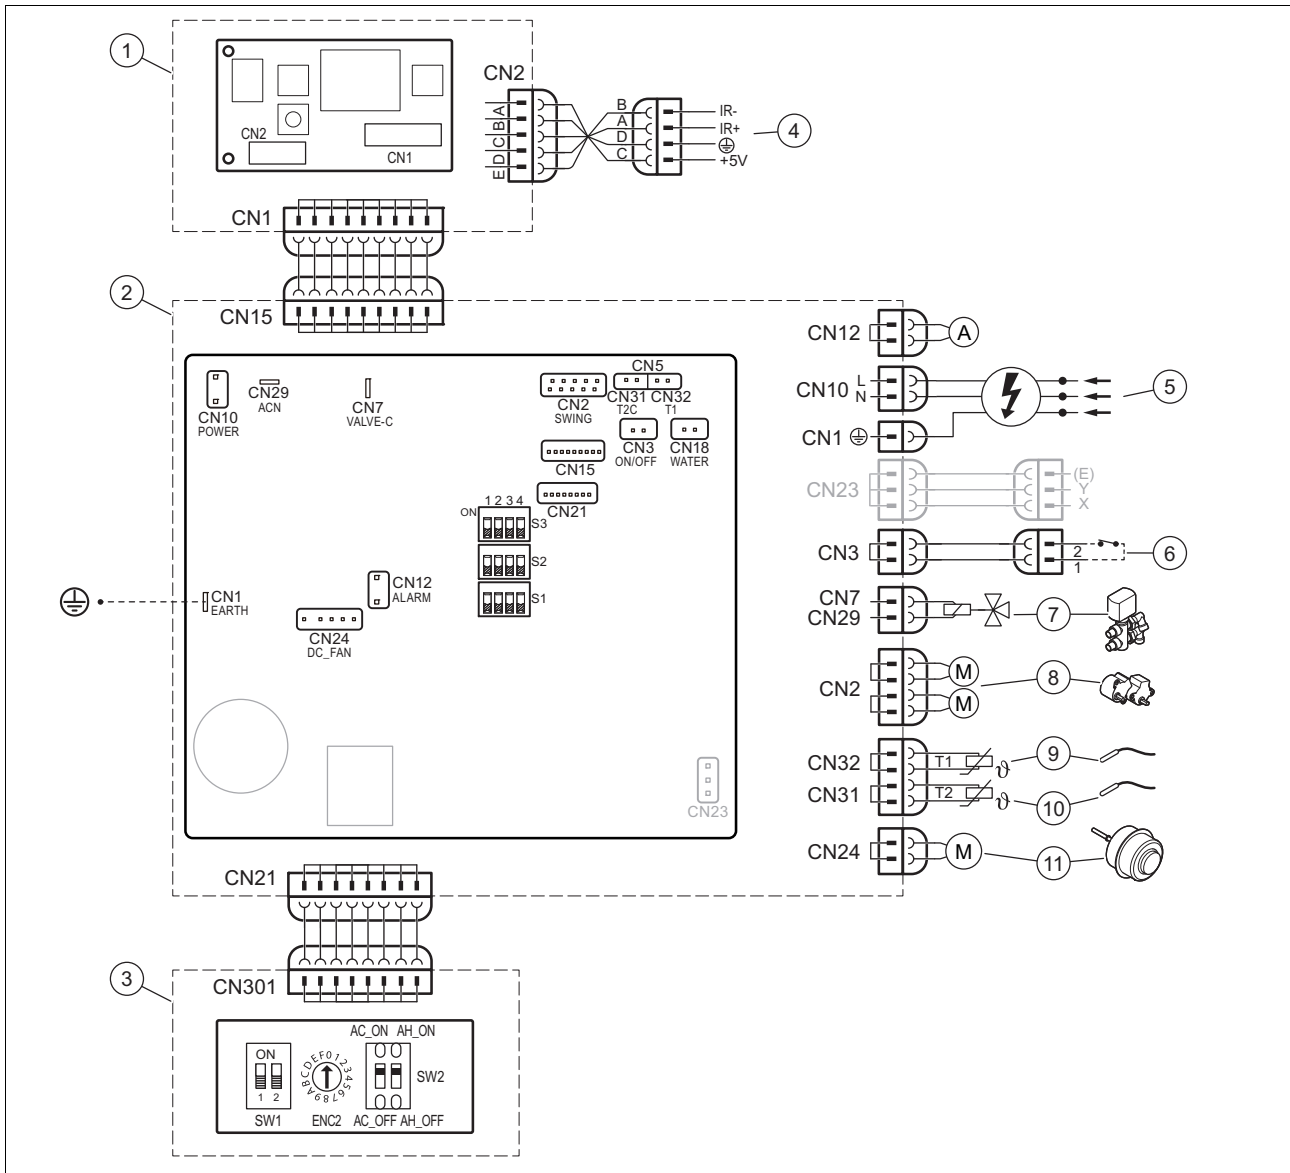 1
CN2
CN1
CN2
A
B
C
D
E
B
A
D
C
IR-
IR+
+5V
4
CN1
2
CN15
CN10
POWER
CN29
ACN
CN7
VALVE-C
CN2
SWING
CN5
CN31
T2C
CN32
T1
CN3
ON/OFF
CN18
WATER
CN15
CN21
1 2 3 4
ON
S3
S2
S1
CN12
ALARM
CN1
EARTH
CN24
DC_FAN
CN23
CN12
A
CN10
L
N
5
CN1
CN23
(E)
Y
X
CN3
2
1
6
CN7
CN29
7
CN2
M
M
8
CN32
T1
ϑ
9
CN31
T2
ϑ
10
CN24
M
11
CN21
3
CN301
AC_ON AH_ON
ON
1 2
SW1
0123456789ABCDEF
ENC2
SW2
AC_OFF AH_OFF